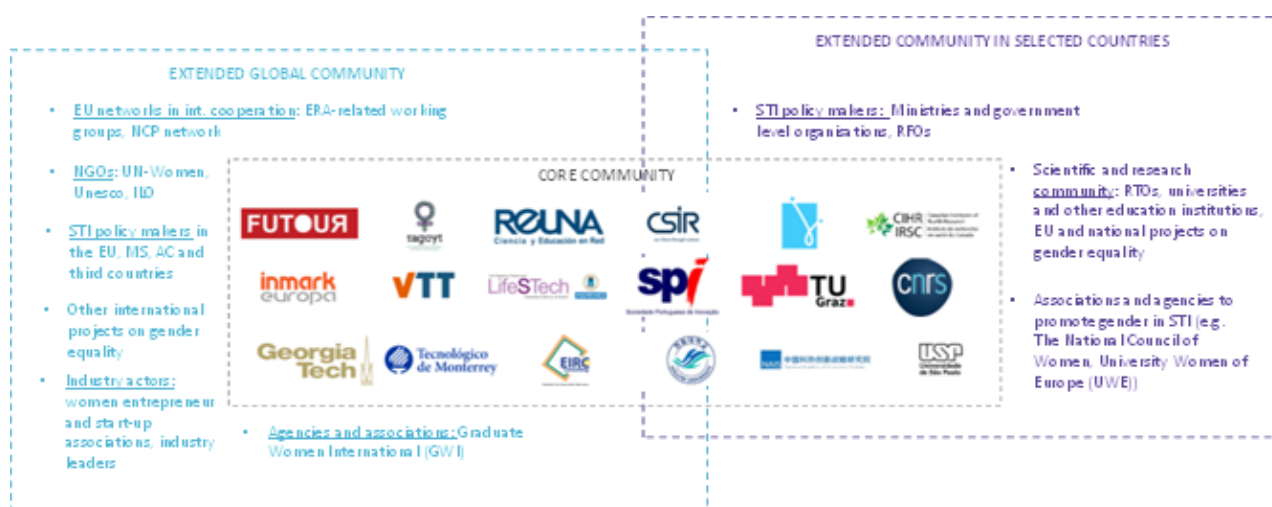 EXTENDED COMMUNITY IN SELECTED COUNTRIES
EXTENDED GLOBAL COMMUNITY
• EU networks in int. cooperation: ERA-related working
groups, NCP network
• NGOs: UN-Women,
Unesco, ILO
• STI policy makers in
the EU, MS, AC and
third countries
• Other international
projects on gender
equality
• Industry actors:
women entrepreneur
and start-up
associations, industry
leaders
• Agencies and associations: Graduate
Women International (GWI)
• STI policy makers: Ministries and government
level organisations, RFOs
• Scientific and research
community: RTOs, universities
and other education institutions,
EU and national projects on
gender equality
• Associations and agencies to
promote gender in STI (e.g.
The National Council of
Women, University Women of
Europe (UWE))
CORE COMMUNITY
FUTOUR
REUNA
Ciencia y Educación en Red
CSIR
CIHR
IRSC
inmark
europa
VTT
LifeSTech
spi
Sociedade Portuguesa de Inovação
TU
Graz
cnrs
Georgia
Tech
Tecnológico
de Monterrey
EIRC
USP
Universidade
de São Paulo